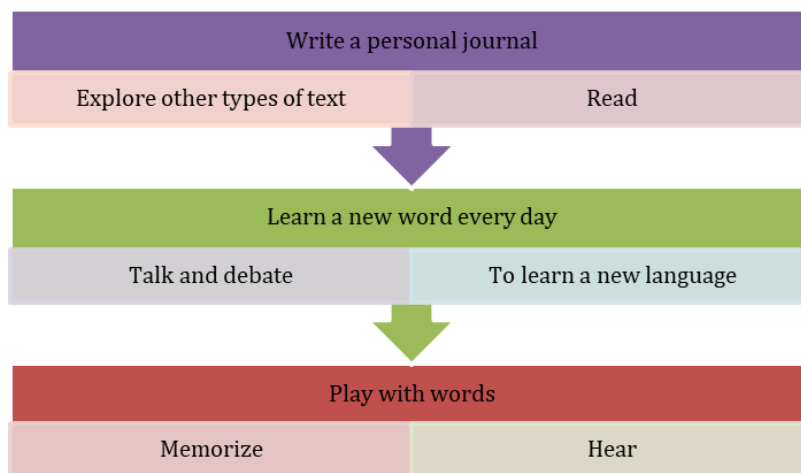 Write a personal journal
Explore other types of text
Read
Learn a new word every day
Talk and debate
To learn a new language
Play with words
Memorize
Hear